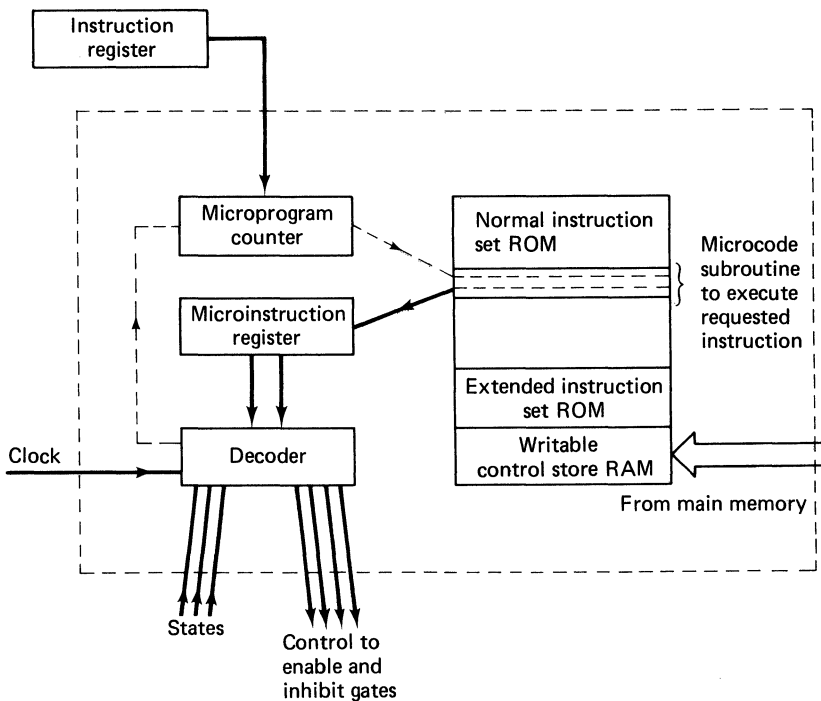 Instruction
register
Microprogram
counter
Normal instruction
set ROM
Microcode
subroutine
to execute
requested
instruction
Microinstruction
register
Extended instruction
set ROM
Clock
Decoder
Writable
control store RAM
From main memory
States
Control to
enable and
inhibit gates